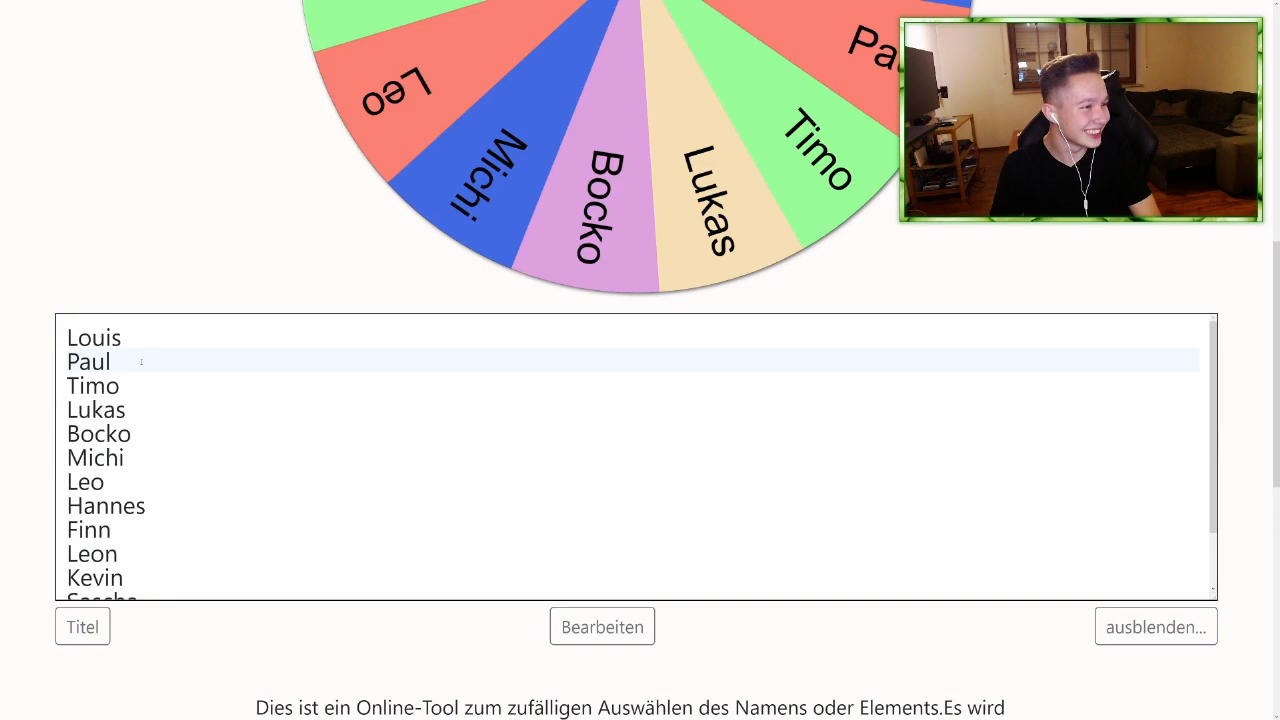 Leo
Michi
Bocko
Lukas
Timo
Louis
Paul
Timo
Lukas
Bocko
Michi
Leo
Hannes
Finn
Leon
Kevin
Titel
Bearbeiten
ausblenden...
Dies ist ein Online-Tool zum zufälligen Auswählen des Namens oder Elements.Es wird